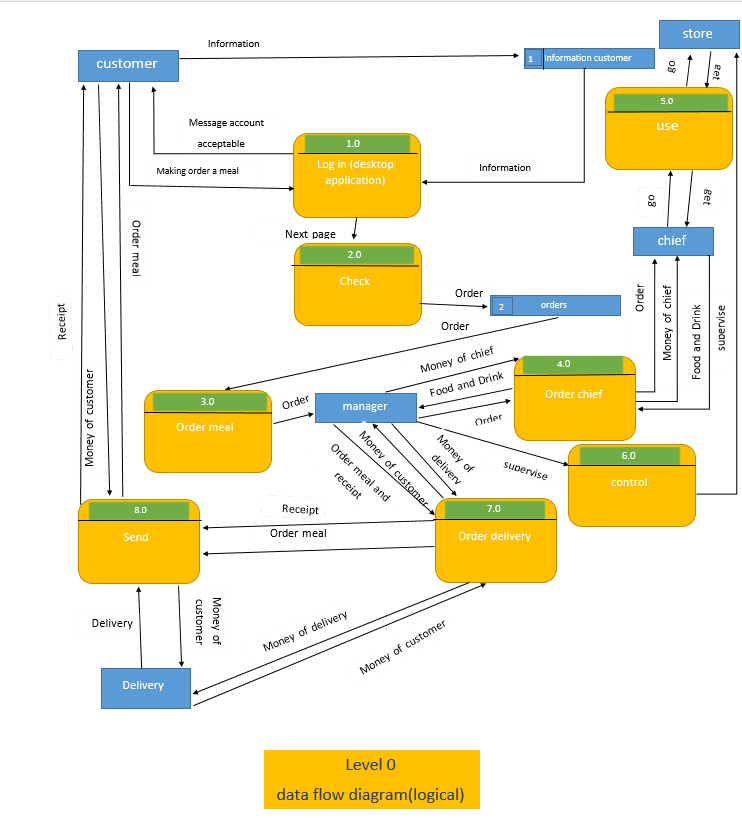 store
Information
customer
1
Information customer
go
get
5.0
use
Message account
acceptable
1.0
Log in (desktop
application)
Making order a meal
Information
go
get
Next page
chief
2.0
Check
Order meal
Order
2
orders
Order
Order
Money of chief
Food and Drink
supervise
Receipt
Money of customer
Money of chief
4.0
Order chief
Food and Drink
3.0
Order meal
Order
manager
Order
Money of customer
Money of
delivery
Order meal and
receipt
supervise
6.0
control
8.0
Send
Receipt
Order meal
7.0
Order delivery
Delivery
Money of
customer
Money of delivery
Money of customer
Delivery
Level 0
data flow diagram(logical)